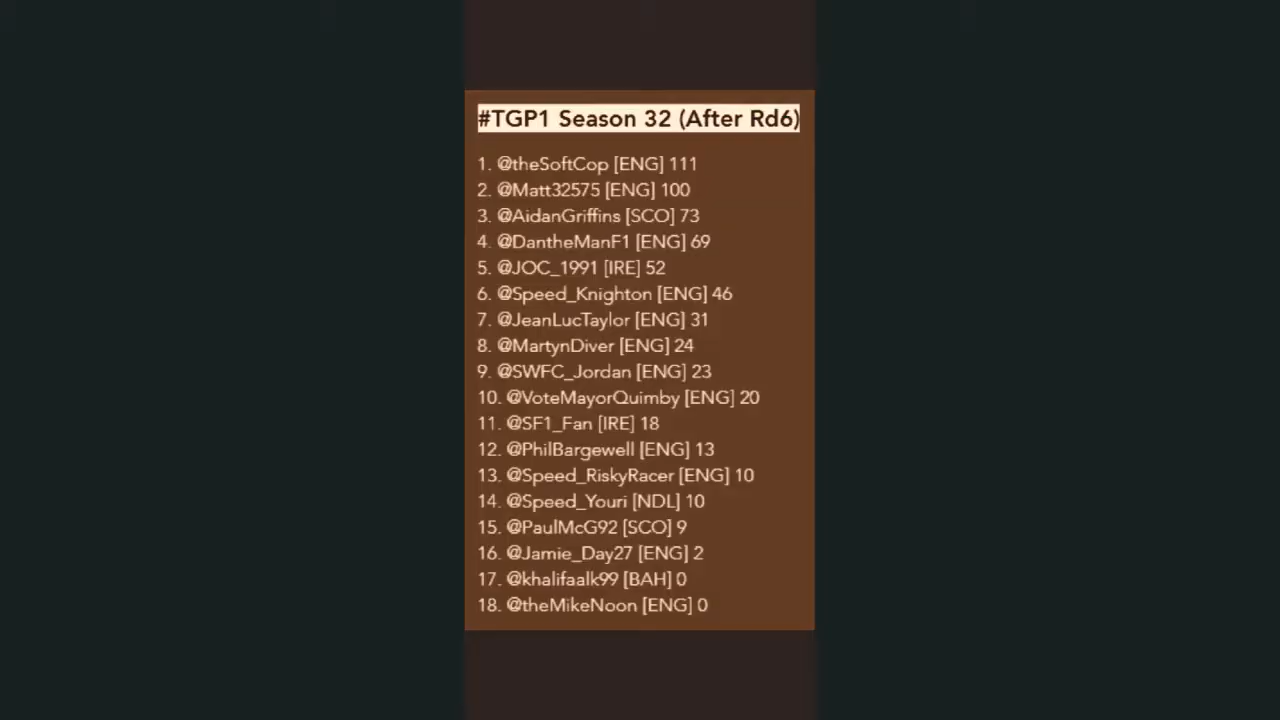 #TGP1 Season 32 (After Rd6)
1. @theSoftCop [ENG] 111
2. @Matt32575 [ENG] 100
3. @AidanGriffins [SCO] 73
4. @DantheManF1 [ENG] 69
5. @JOC_1991 [IRE] 52
6. @Speed_Knighton [ENG] 46
7. @JeanLucTaylor [ENG] 31
8. @MartynDiver [ENG] 24
9. @SWFC_Jordan [ENG] 23
10. @VoteMayorQuimby [ENG] 20
11. @SF1_Fan [IRE] 18
12. @PhilBargewell [ENG] 13
13. @Speed_RiskyRacer [ENG] 10
14. @Speed_Youri [NDL] 10
15. @PaulMcG92 [SCO] 9
16. @Jamie_Day27 [ENG] 2
17. @khalifaalk99 [BAH] 0
18. @theMikeNoon [ENG] 0